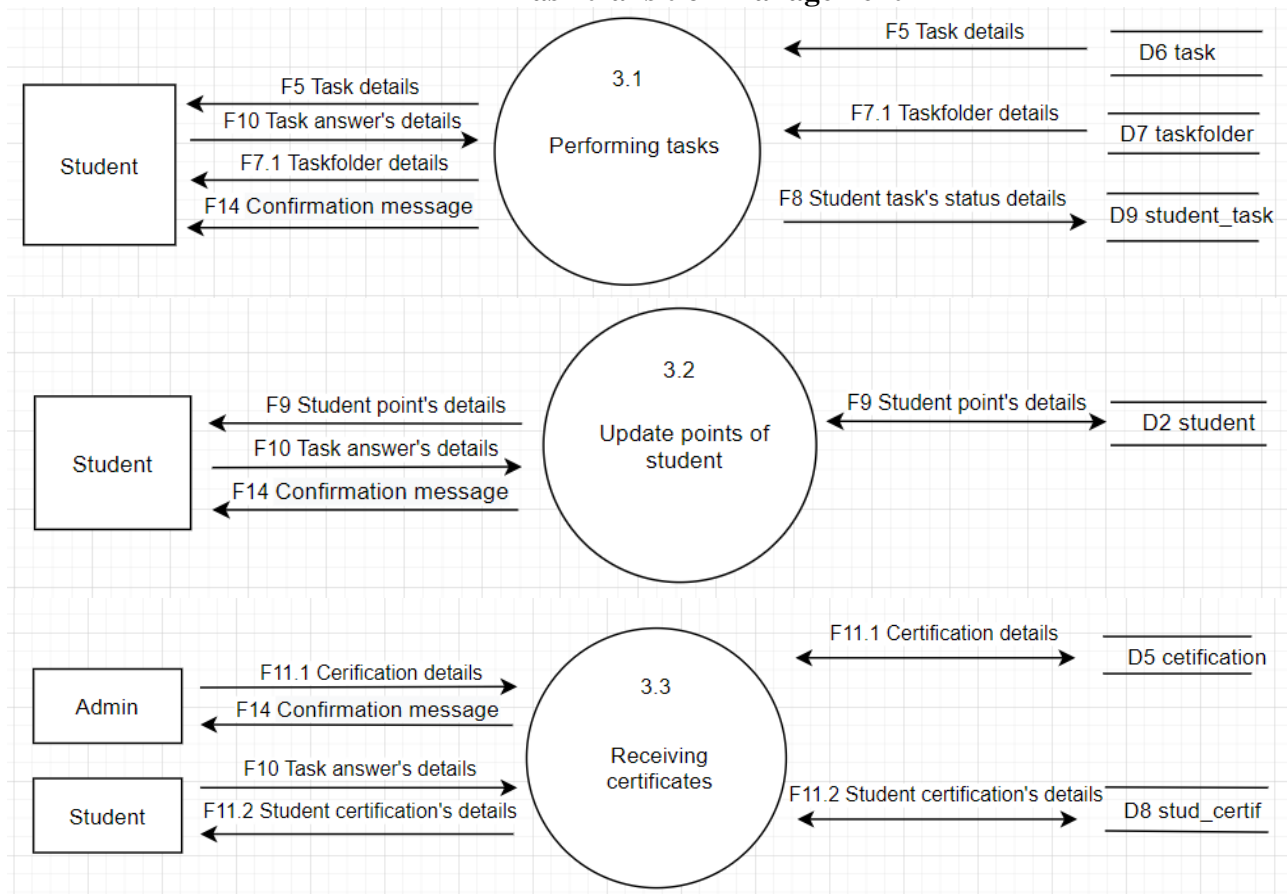 F5 Task details
D6 task
3.1
F5 Task details
F10 Task answer's details
F7.1 Taskfolder details
D7 taskfolder
Performing tasks
Student
F7.1 Taskfolder details
F8 Student task's status details
F14 Confirmation message
D9 student_task
3.2
F9 Student point's details
F9 Student point's details
D2 student
Update points of
student
F10 Task answer's details
Student
F14 Confirmation message
F11.1 Certification details
D5 cetification
F11.1 Cerification details
3.3
Admin
F14 Confirmation message
Receiving
certificates
F10 Task answer's details
F11.2 Student certification's details
D8 stud_certif
Student
F11.2 Student certification's details